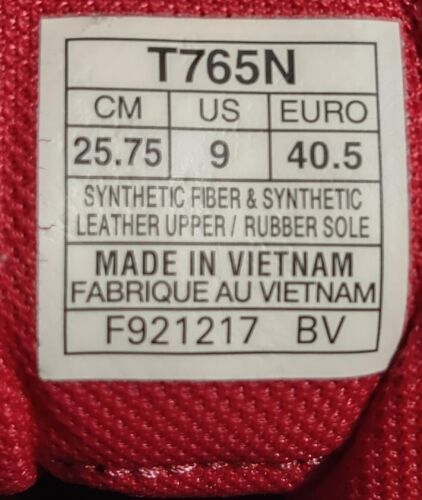 T765N
CM US EURO
25.75 9 40.5
SYNTHETIC FIBER & SYNTHETIC
LEATHER UPPER / RUBBER SOLE
MADE IN VIETNAM
FABRIQUE AU VIETNAM
F921217 BV